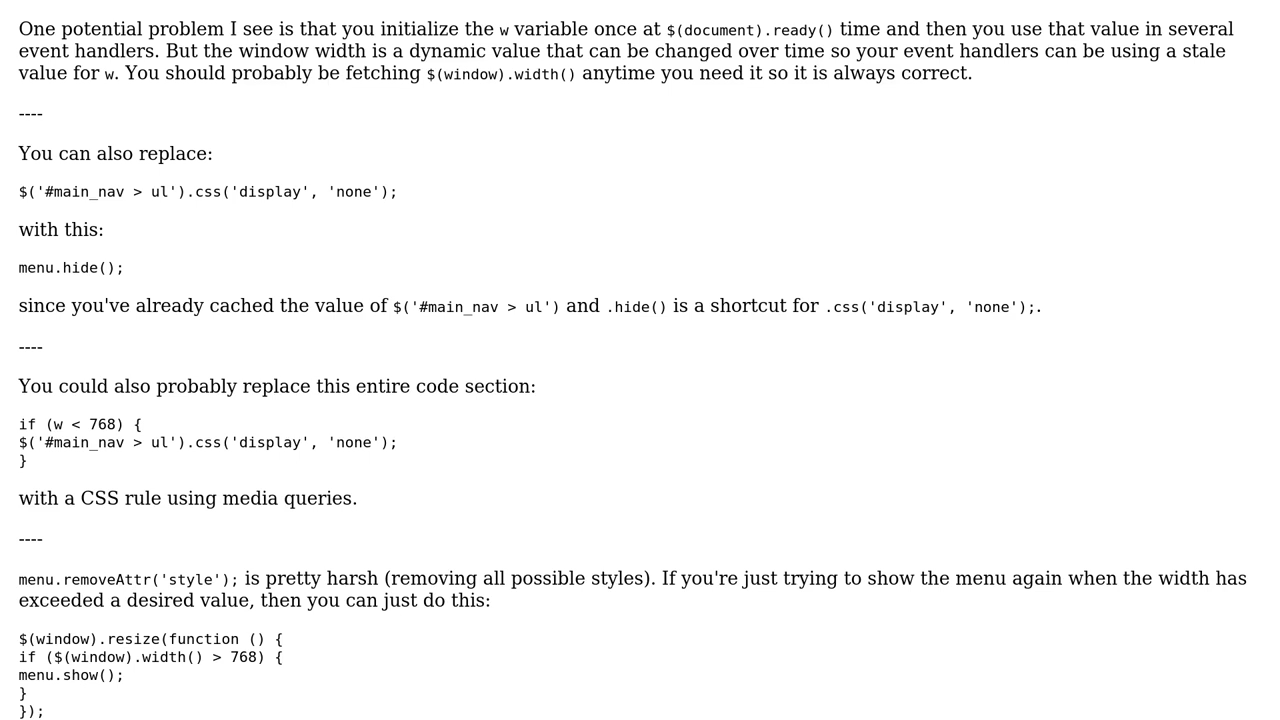 One potential problem I see is that you initialize the w variable once at $(document).ready() time and then you use that value in several
event handlers. But the window width is a dynamic value that can be changed over time so your event handlers can be using a stale
value for w. You should probably be fetching $(window).width() anytime you need it so it is always correct.
----
You can also replace:
$('#main_nav > ul').css('display', 'none');
with this:
menu.hide();
since you've already cached the value of $('#main_nav > ul') and .hide() is a shortcut for .css('display', 'none');.
----
You could also probably replace this entire code section:
if (w < 768) {
$('#main_nav > ul').css('display', 'none');
}
with a CSS rule using media queries.
----
menu.removeAttr('style'); is pretty harsh (removing all possible styles). If you're just trying to show the menu again when the width has
exceeded a desired value, then you can just do this:
$(window).resize(function () {
if ($(window).width() > 768) {
menu.show();
}
});